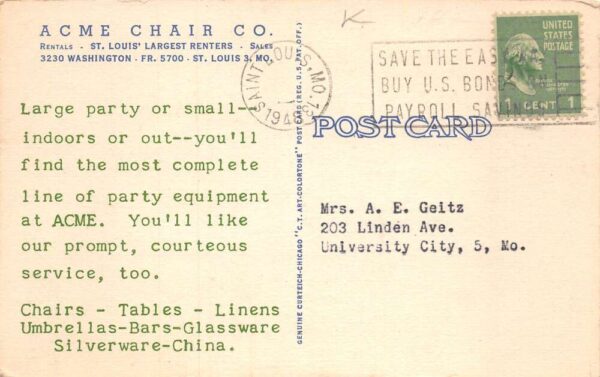 ACME CHAIR CO.
RENTALS - ST. LOUIS' LARGEST RENTERS - SALES
3230 WASHINGTON - FR. 5700 - ST. LOUIS 3, MO.
Large party or small-
indoors or out--you'll
find the most complete
line of party equipment
at ACME. You'll like
our prompt, courteous
service, too.
Chairs - Tables - Linens
Umbrellas-Bars-Glassware
Silverware-China.
GENUINE CURTEICH-CHICAGO "C.T. ART-COLORTONE" POST CARD (REG. U.S. PAT. OFF.)
K
SAINT LOUIS, MO.
194
SAVE THE EAS
BUY U.S. BON
PAYROLL SAVIN
UNITED
STATES
POSTAGE
1 CENT 1
POST CARD
Mrs. A. E. Geitz
203 Linden Ave.
University City, 5, Mo.